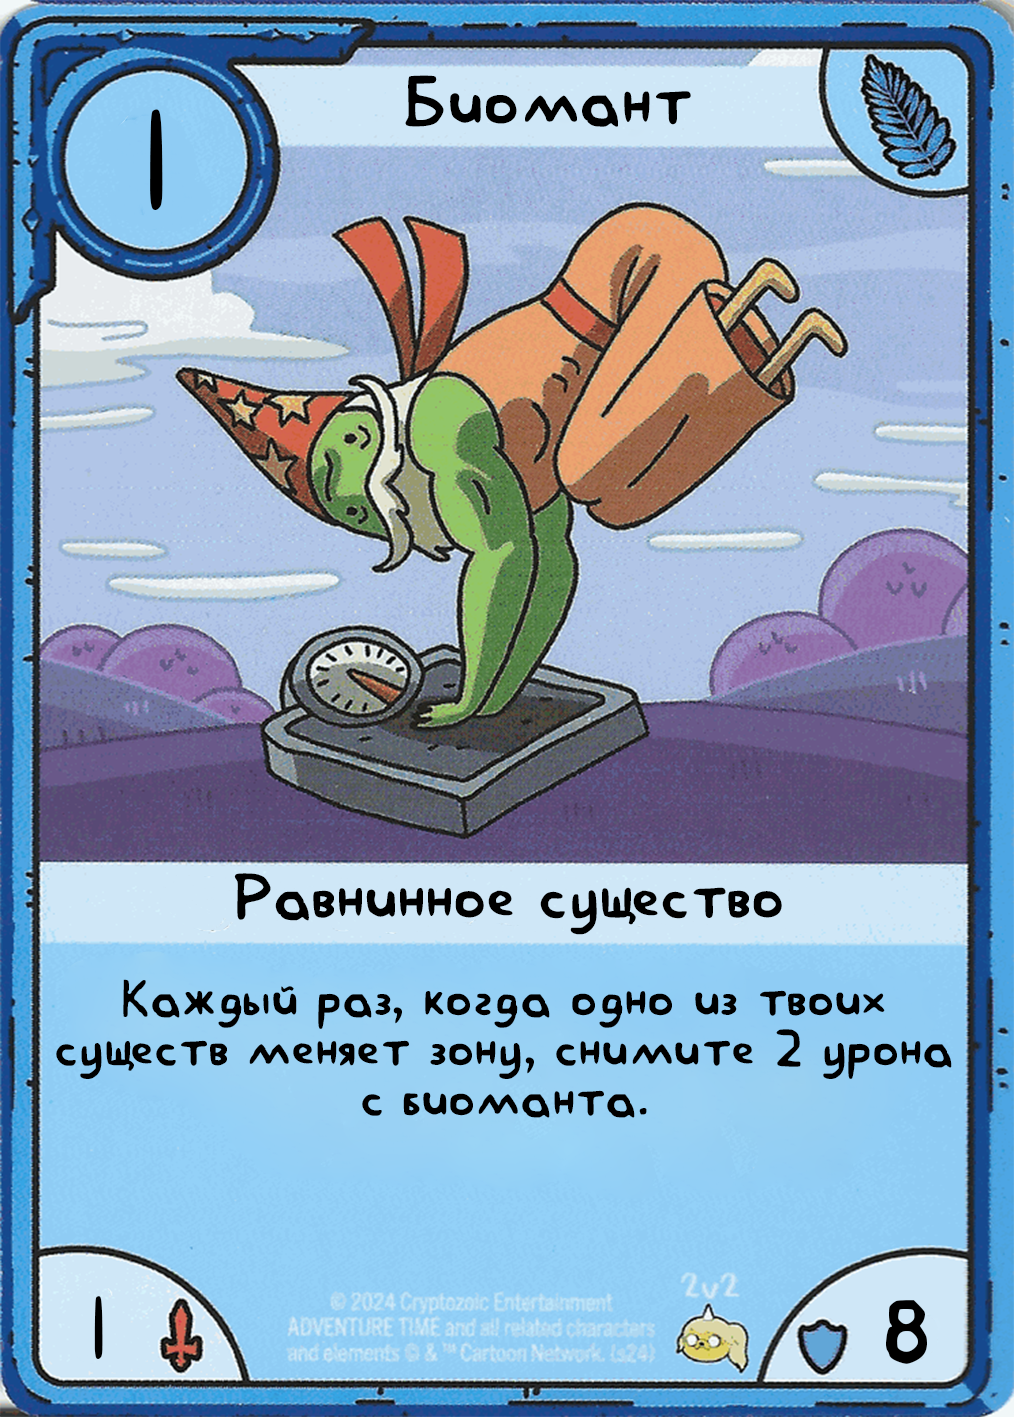 1
Биомант
Равнинное существо
Каждый раз, когда одно из твоих
существ меняет зону, снимите 2 урона
с биоманта.
1
8
2v2
© 2024 Cryptozoic Entertainment
ADVENTURE TIME and all related characters
and elements © & ™ Cartoon Network. (s24)